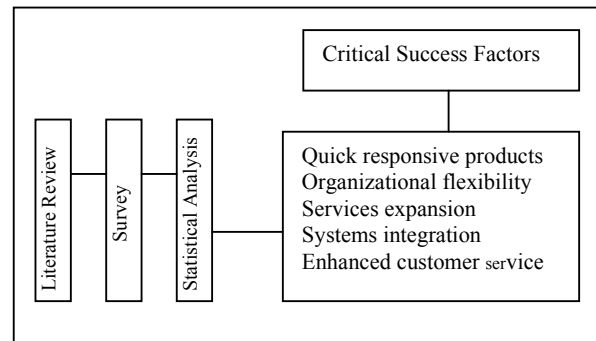 Critical Success Factors
Literature Review
Survey
Statistical Analysis
Quick responsive products
Organizational flexibility
Services expansion
Systems integration
Enhanced customer service